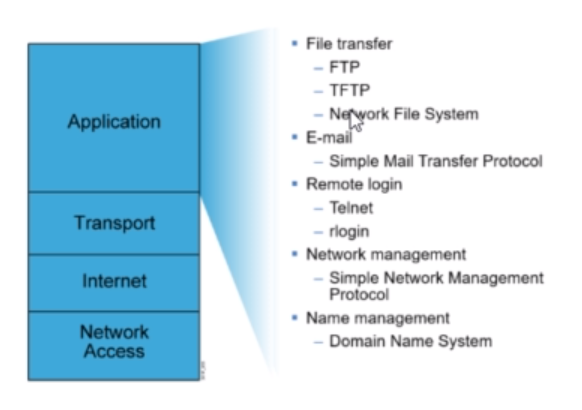 Application
Transport
Internet
Network
Access
▪ File transfer
– FTP
– TFTP
– Network File System
▪ E-mail
– Simple Mail Transfer Protocol
▪ Remote login
– Telnet
– rlogin
▪ Network management
– Simple Network Management
Protocol
▪ Name management
– Domain Name System